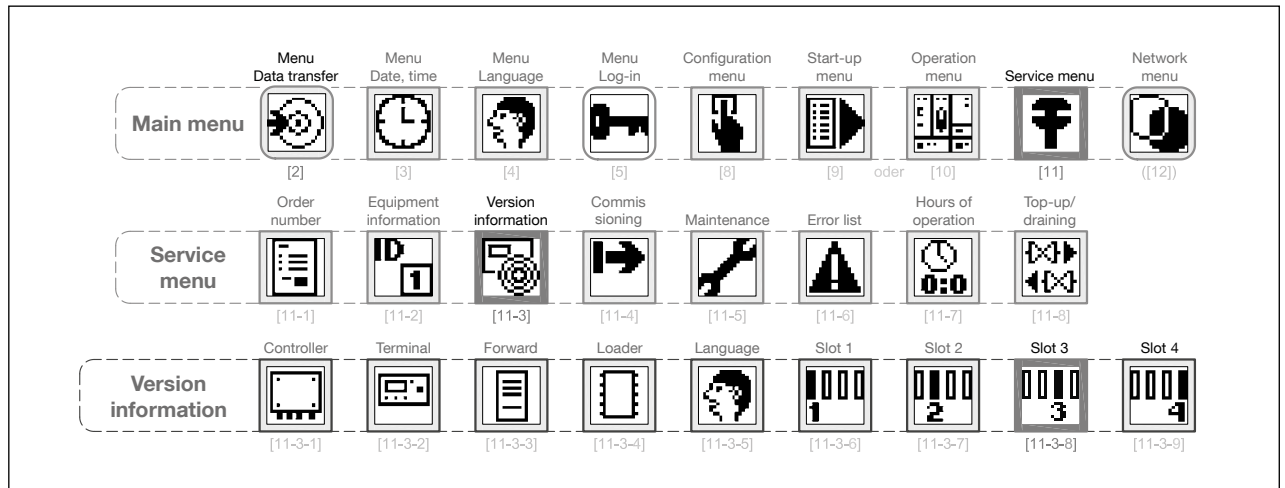 Menu Data transfer
Menu Date, time
Menu Language
Menu Log-in
Configuration menu
Start-up menu
Operation menu
Service menu
Network menu
Main menu
[2]
[3]
[4]
[5]
[8]
[9]
oder
[10]
[11]
([12])
Order number
Equipment information
Version information
Commis sioning
Maintenance
Error list
Hours of operation
Top-up/ draining
Service menu
ID
1
0:0
{X}
{X}
[11-1]
[11-2]
[11-3]
[11-4]
[11-5]
[11-6]
[11-7]
[11-8]
Controller
Terminal
Forward
Loader
Language
Slot 1
Slot 2
Slot 3
Slot 4
Version information
1
2
3
4
[11-3-1]
[11-3-2]
[11-3-3]
[11-3-4]
[11-3-5]
[11-3-6]
[11-3-7]
[11-3-8]
[11-3-9]